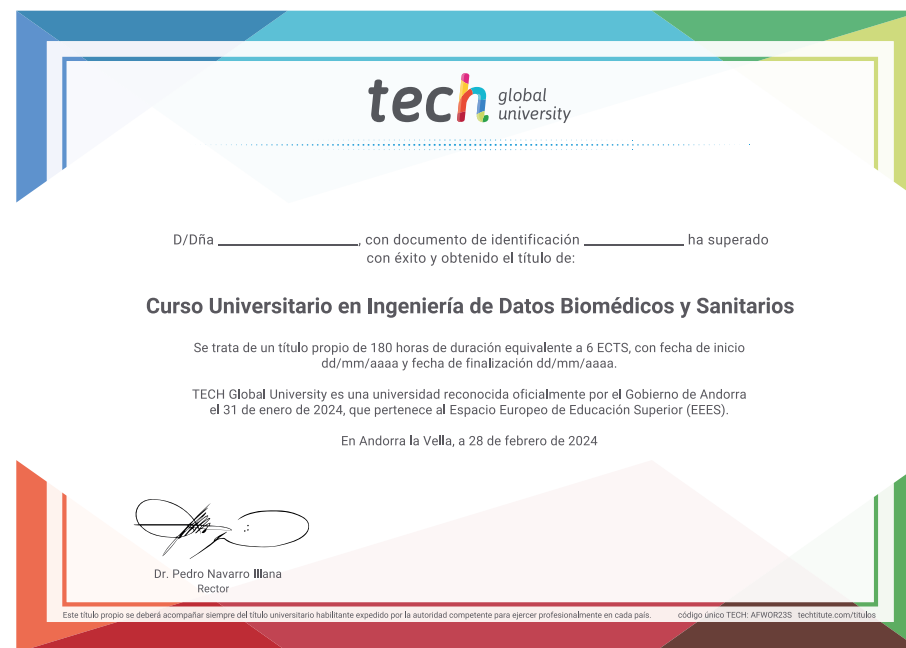 tech global university
D/Dña ____________________, con documento de identificación ______________ ha superado
con éxito y obtenido el título de:
Curso Universitario en Ingeniería de Datos Biomédicos y Sanitarios
Se trata de un título propio de 180 horas de duración equivalente a 6 ECTS, con fecha de inicio
dd/mm/aaaa y fecha de finalización dd/mm/aaaa.
TECH Global University es una universidad reconocida oficialmente por el Gobierno de Andorra
el 31 de enero de 2024, que pertenece al Espacio Europeo de Educación Superior (EEES).
En Andorra la Vella, a 28 de febrero de 2024
Dr. Pedro Navarro Illana
Rector
Este título propio se deberá acompañar siempre del título universitario habilitante expedido por la autoridad competente para ejercer profesionalmente en cada país. código único TECH: AFWOR23S techtitute.com/titulos